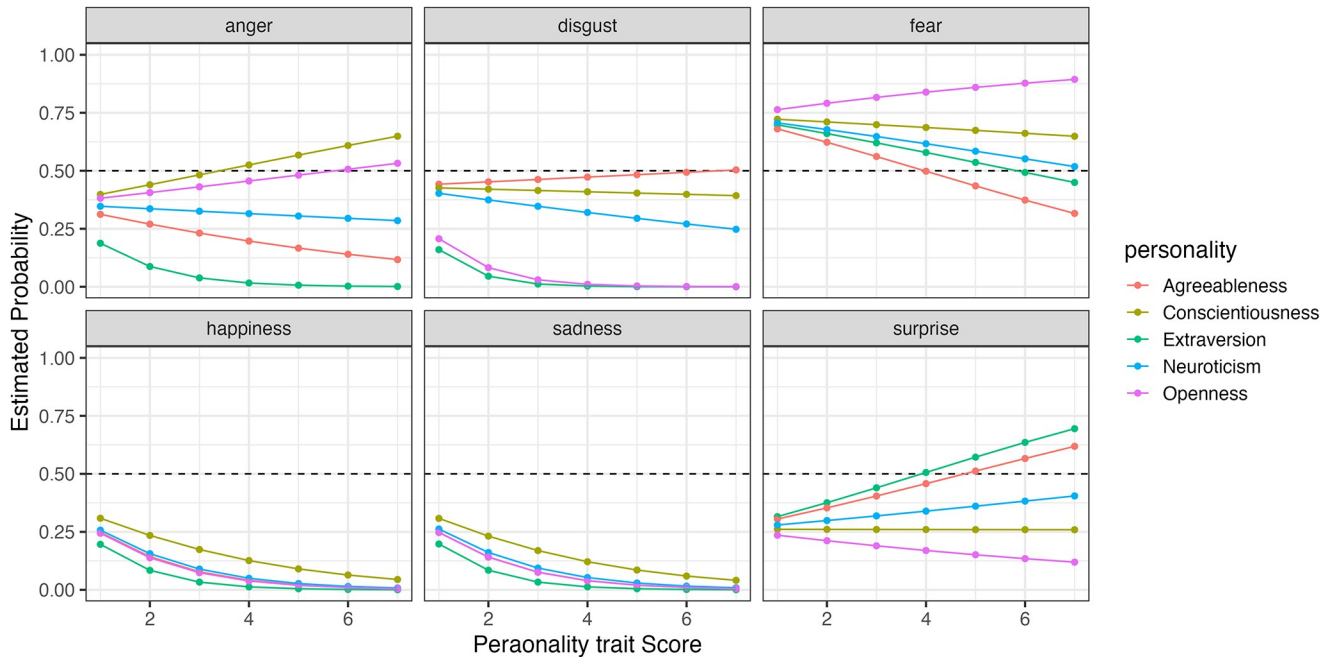 anger disgust fear
1.00
0.75
0.50
0.25
0.00
happiness sadness surprise
1.00
0.75
0.50
0.25
0.00
2 4 6 2 4 6 2 4 6
Estimated Probability
Peraonality trait Score
personality
Agreeableness
Conscientiousness
Extraversion
Neuroticism
Openness